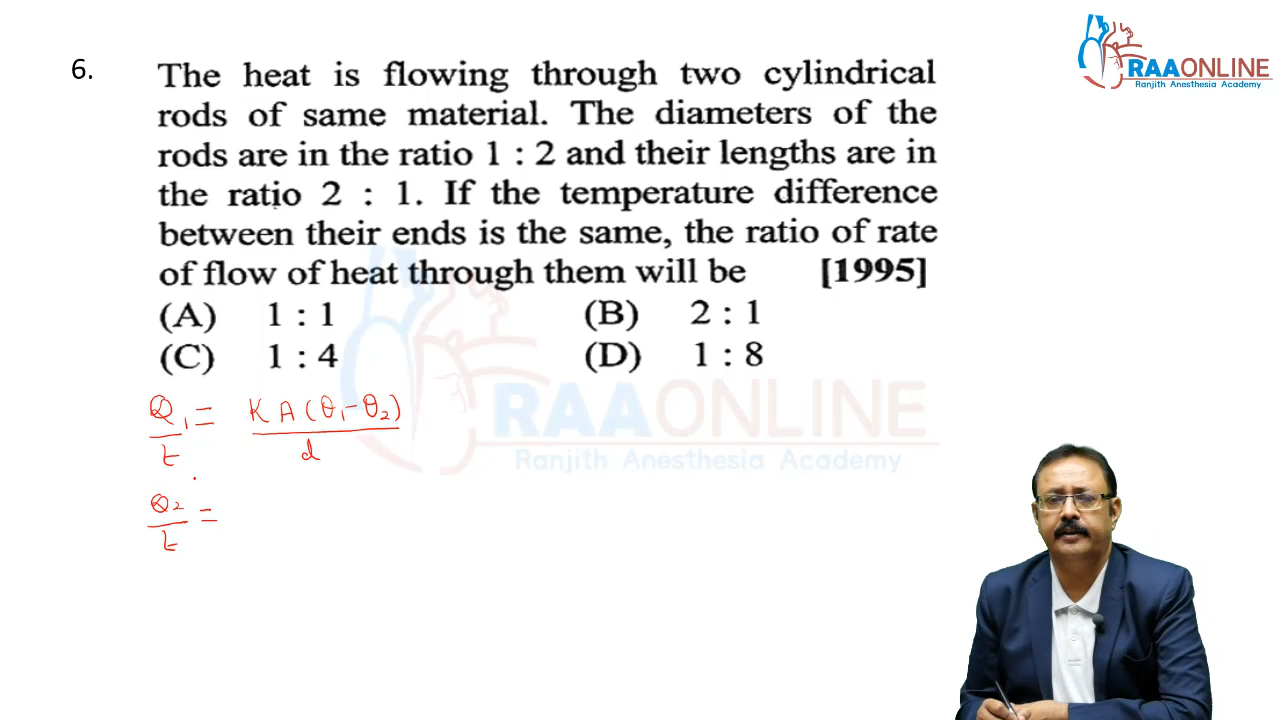 6.
The heat is flowing through two cylindrical
rods of same material. The diameters of the
rods are in the ratio 1 : 2 and their lengths are in
the ratio 2 : 1. If the temperature difference
between their ends is the same, the ratio of rate
of flow of heat through them will be [1995]
(A) 1 : 1 (B) 2 : 1
(C) 1 : 4 (D) 1 : 8
Q₁/t = K A (θ₁ - θ₂)/d
Q₂/t =
RAAONLINE
Ranjith Anesthesia Academy
RAAONLINE
Ranjith Anesthesia Academy